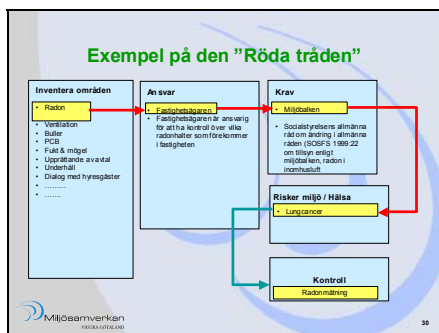 Exempel på den ”Röda tråden”
Inventera områden
• Radon
• Ventilation
• Buller
• PCB
• Fukt & mögel
• Upprättande av avtal
• Underhåll
• Dialog med hyresgäster
• ………
• …….
Ansvar
• Fastighetsägaren
• Fastighetsägaren är ansvarig
för att ha kontroll över vilka
radonhalter som förekommer
i fastigheten
Krav
• Miljöbalken
• Socialstyrelsens allmänna
råd om ändring i allmänna
råden (SOSFS 1999:22
om tillsyn enligt
miljöbalken, radon i
inomhusluft
Risker miljö / Hälsa
• Lungcancer
Kontroll
Radonmätning
Miljösamverkan
VÄSTRA GÖTALAND
30